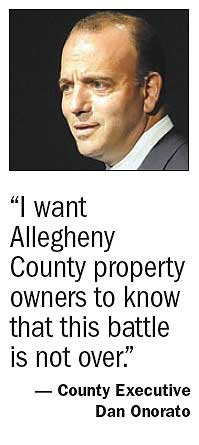 “I want
Allegheny
County property
owners to know
that this battle
is not over.”
— County Executive
Dan Onorato